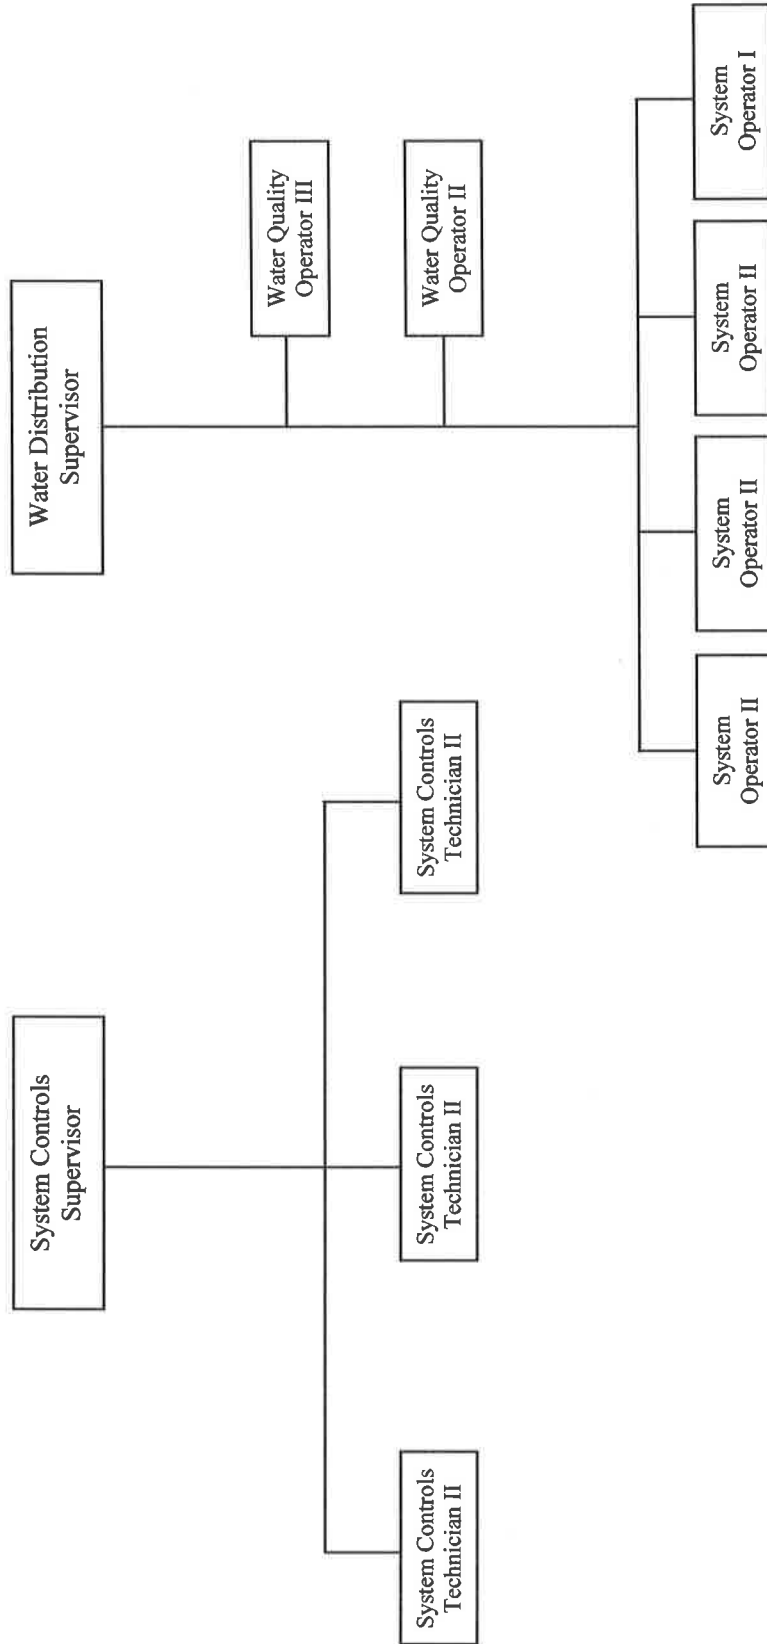 System Controls
Supervisor
Water Distribution
Supervisor
Water Quality
Operator III
Water Quality
Operator II
System Controls
Technician II
System Controls
Technician II
System Controls
Technician II
System
Operator II
System
Operator II
System
Operator II
System
Operator I